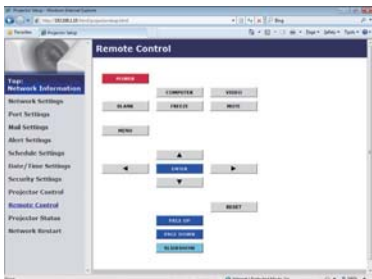 Remote Control
POWER
COMPUTER VIDEO
BLANK FREEZE MUTE
MENU
ENTER
RESET
PAGE UP
PAGE DOWN
Top:
Network Information
Network Settings
Port Settings
Mail Settings
Alert Settings
Schedule Settings
Date/Time Settings
Security Settings
Projector Control
Remote Control
Projector Status
Network Restart